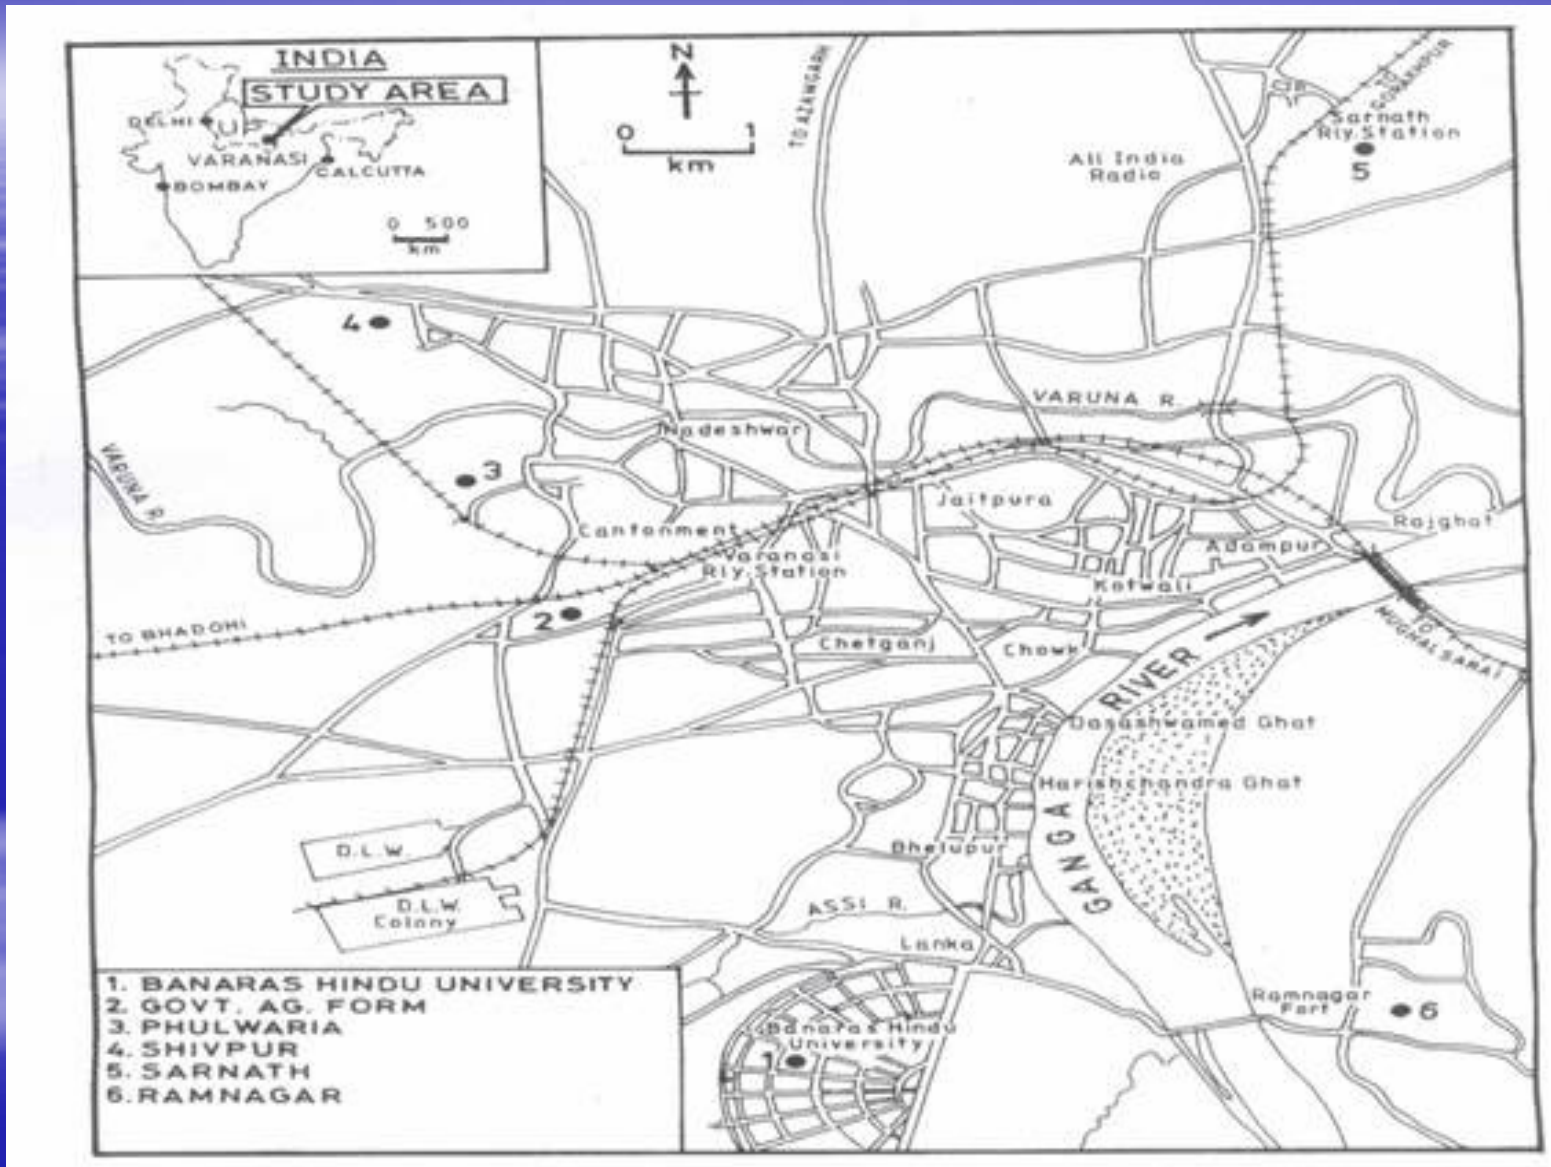 INDIA
STUDY AREA
DELHI
U.P.
VARANASI
CALCUTTA
BOMBAY
0 500
km
N
0 1
km
TO AZAMGARH
TO GORAKHPUR
Sarnath
Rly. Station
5
All India
Radio
4
VARUNA R.
Nadeshwar
VARUNA R.
3
Jaitpura
Cantonment
Rajghat
Adampur
Varanasi
Rly. Station
Kotwali
2
TO BHADOHI
TO MUGHALSARAI
Chetganj
Chowk
GANGA RIVER
Dasashwamed Ghat
Harishchandra Ghat
D.L.W.
Bhelupur
D.L.W.
Colony
ASSI R.
Lanka
Ramnagar
Fort
6
Banaras Hindu
University
1
1. BANARAS HINDU UNIVERSITY
2. GOVT. AG. FORM
3. PHULWARIA
4. SHIVPUR
5. SARNATH
6. RAMNAGAR